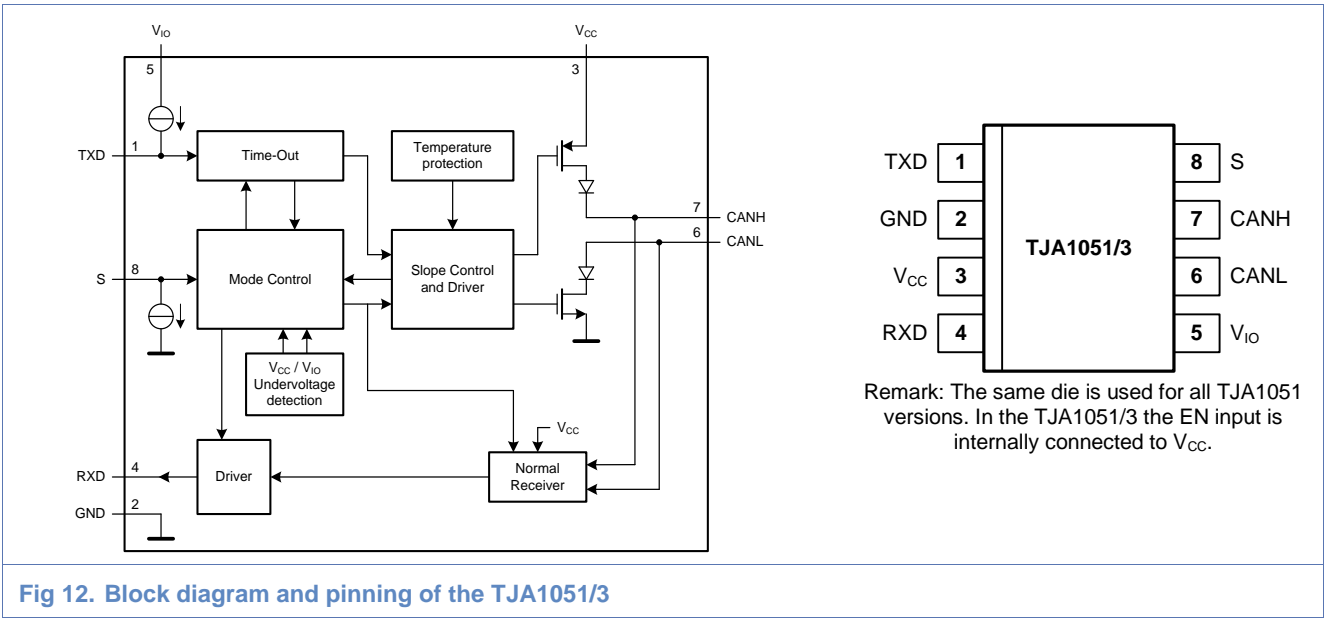 VIO
VCC
5
3
TXD
1
Time-Out
Temperature
protection
7
CANH
6
CANL
S
8
Mode Control
Slope Control
and Driver
VCC / VIO
Undervoltage
detection
VCC
RXD
4
Driver
Normal
Receiver
GND
2
TXD 1
8 S
GND 2
7 CANH
TJA1051/3
VCC 3
6 CANL
RXD 4
5 VIO
Remark: The same die is used for all TJA1051
versions. In the TJA1051/3 the EN input is
internally connected to VCC.
Fig 12. Block diagram and pinning of the TJA1051/3